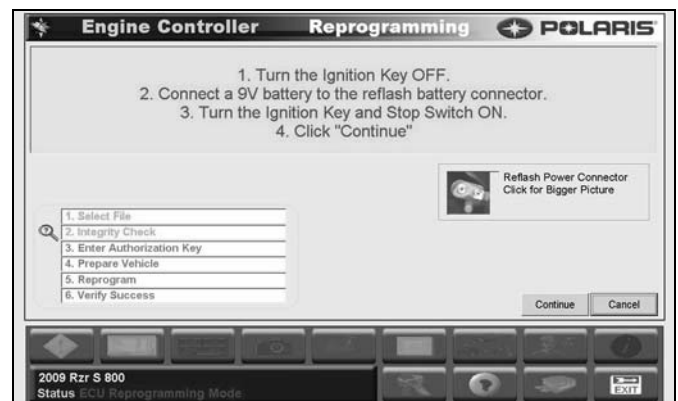 Engine Controller Reprogramming POLARIS
1. Turn the Ignition Key OFF.
2. Connect a 9V battery to the reflash battery connector.
3. Turn the Ignition Key and Stop Switch ON.
4. Click "Continue"
Reflash Power Connector
Click for Bigger Picture
1. Select File
2. Integrity Check
3. Enter Authorization Key
4. Prepare Vehicle
5. Reprogram
6. Verify Success
Continue Cancel
2009 Rzr S 800
Status ECU Reprogramming Mode
EXIT